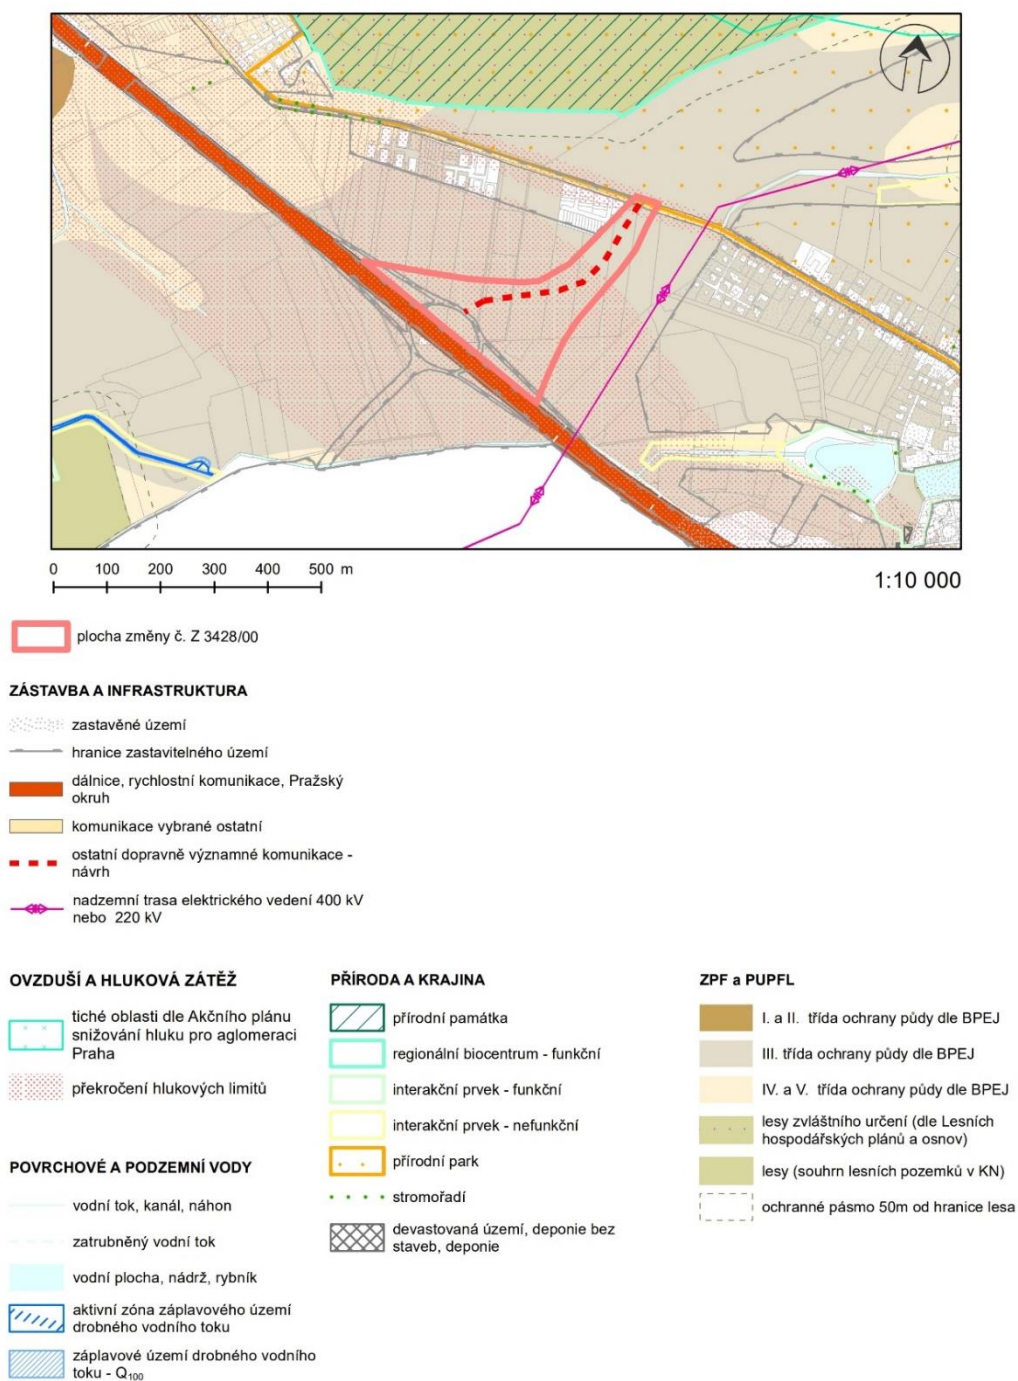 0 100 200 300 400 500 m
1:10 000
plocha změny č. Z 3428/00
ZÁSTAVBA A INFRASTRUKTURA
zastavěné území
hranice zastavitelného území
dálnice, rychlostní komunikace, Pražský
okruh
komunikace vybrané ostatní
ostatní dopravně významné komunikace -
návrh
nadzemní trasa elektrického vedení 400 kV
nebo 220 kV
OVZDUŠÍ A HLUKOVÁ ZÁTĚŽ
tiché oblasti dle Akčního plánu
snižování hluku pro aglomeraci
Praha
překročení hlukových limitů
POVRCHOVÉ A PODZEMNÍ VODY
vodní tok, kanál, náhon
zatrubněný vodní tok
vodní plocha, nádrž, rybník
aktivní zóna záplavového území
drobného vodního toku
záplavové území drobného vodního
toku - Q₁₀₀
PŘÍRODA A KRAJINA
přírodní památka
regionální biocentrum - funkční
interakční prvek - funkční
interakční prvek - nefunkční
přírodní park
stromořadí
devastovaná území, deponie bez
staveb, deponie
ZPF a PUPFL
I. a II. třída ochrany půdy dle BPEJ
III. třída ochrany půdy dle BPEJ
IV. a V. třída ochrany půdy dle BPEJ
lesy zvláštního určení (dle Lesních
hospodářských plánů a osnov)
lesy (souhrn lesních pozemků v KN)
ochranné pásmo 50m od hranice lesa